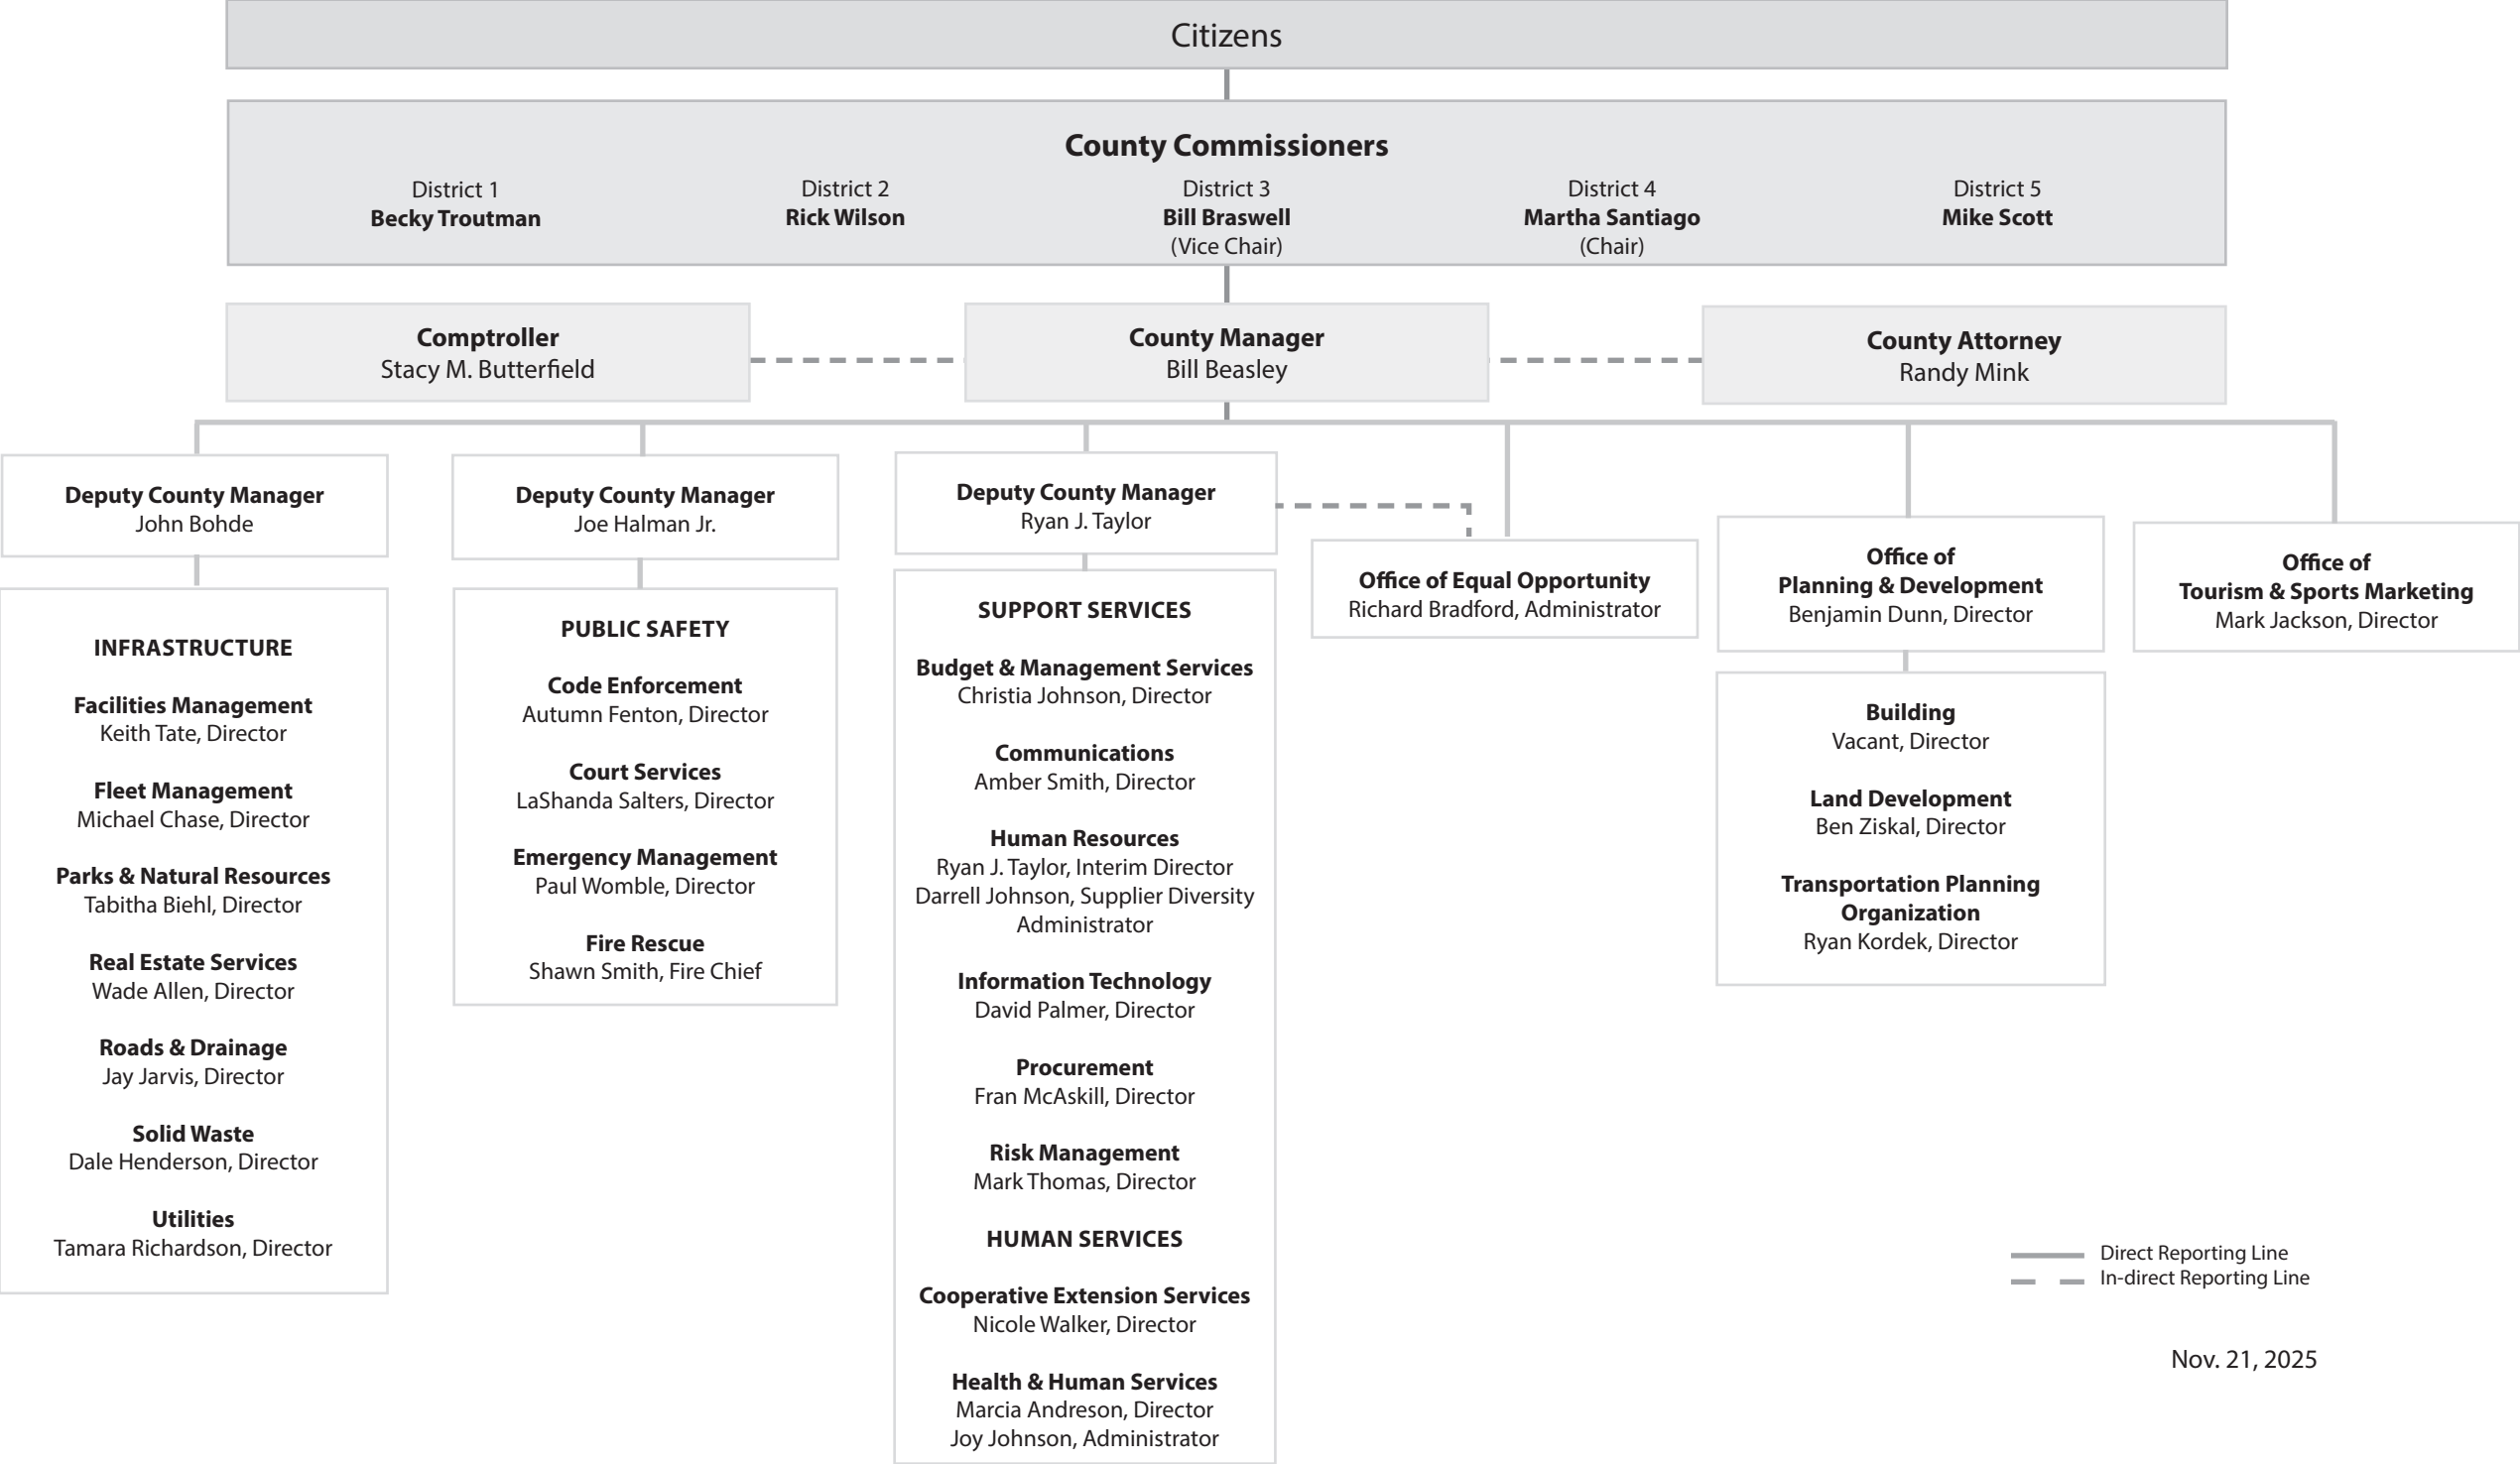 Citizens
County Commissioners
District 1
Becky Troutman
District 2
Rick Wilson
District 3
Bill Braswell
(Vice Chair)
District 4
Martha Santiago
(Chair)
District 5
Mike Scott
Comptroller
Stacy M. Butterfield
County Manager
Bill Beasley
County Attorney
Randy Mink
Deputy County Manager
John Bohde
INFRASTRUCTURE
Facilities Management
Keith Tate, Director
Fleet Management
Michael Chase, Director
Parks & Natural Resources
Tabitha Biehl, Director
Real Estate Services
Wade Allen, Director
Roads & Drainage
Jay Jarvis, Director
Solid Waste
Dale Henderson, Director
Utilities
Tamara Richardson, Director
Deputy County Manager
Joe Halman Jr.
PUBLIC SAFETY
Code Enforcement
Autumn Fenton, Director
Court Services
LaShanda Salters, Director
Emergency Management
Paul Womble, Director
Fire Rescue
Shawn Smith, Fire Chief
Deputy County Manager
Ryan J. Taylor
SUPPORT SERVICES
Budget & Management Services
Christia Johnson, Director
Communications
Amber Smith, Director
Human Resources
Ryan J. Taylor, Interim Director
Darrell Johnson, Supplier Diversity
Administrator
Information Technology
David Palmer, Director
Procurement
Fran McAskill, Director
Risk Management
Mark Thomas, Director
HUMAN SERVICES
Cooperative Extension Services
Nicole Walker, Director
Health & Human Services
Marcia Andreson, Director
Joy Johnson, Administrator
Office of Equal Opportunity
Richard Bradford, Administrator
Office of
Planning & Development
Benjamin Dunn, Director
Building
Vacant, Director
Land Development
Ben Ziskal, Director
Transportation Planning
Organization
Ryan Kordek, Director
Office of
Tourism & Sports Marketing
Mark Jackson, Director
Direct Reporting Line
In-direct Reporting Line
Nov. 21, 2025